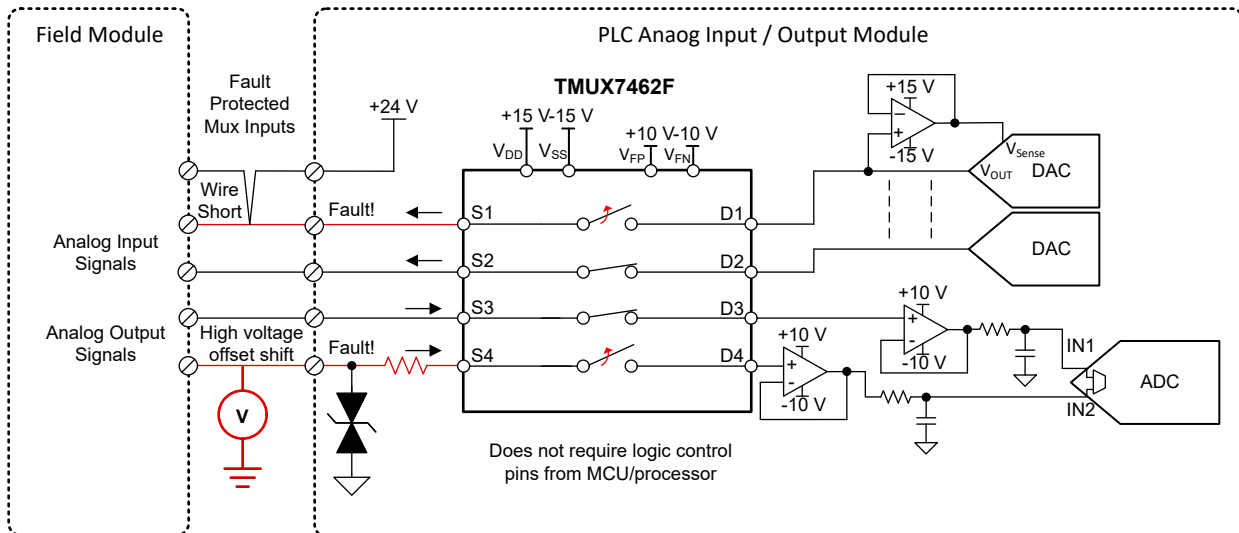 Field Module
PLC Anaog Input / Output Module
Fault
Protected
Mux Inputs
+24 V
TMUX7462F
+15 V
-15 V
+10 V
-10 V
VDD
VSS
VFP
VFN
+15 V
-
+
-15 V
VSense
VOUT
DAC
Wire
Short
Fault!
S1
D1
Analog Input
Signals
S2
D2
DAC
S3
D3
+10 V
+
-
-10 V
IN1
Analog Output
Signals
High voltage
offset shift
Fault!
S4
D4
+10 V
+
-
-10 V
IN2
ADC
V
Does not require logic control
pins from MCU/processor